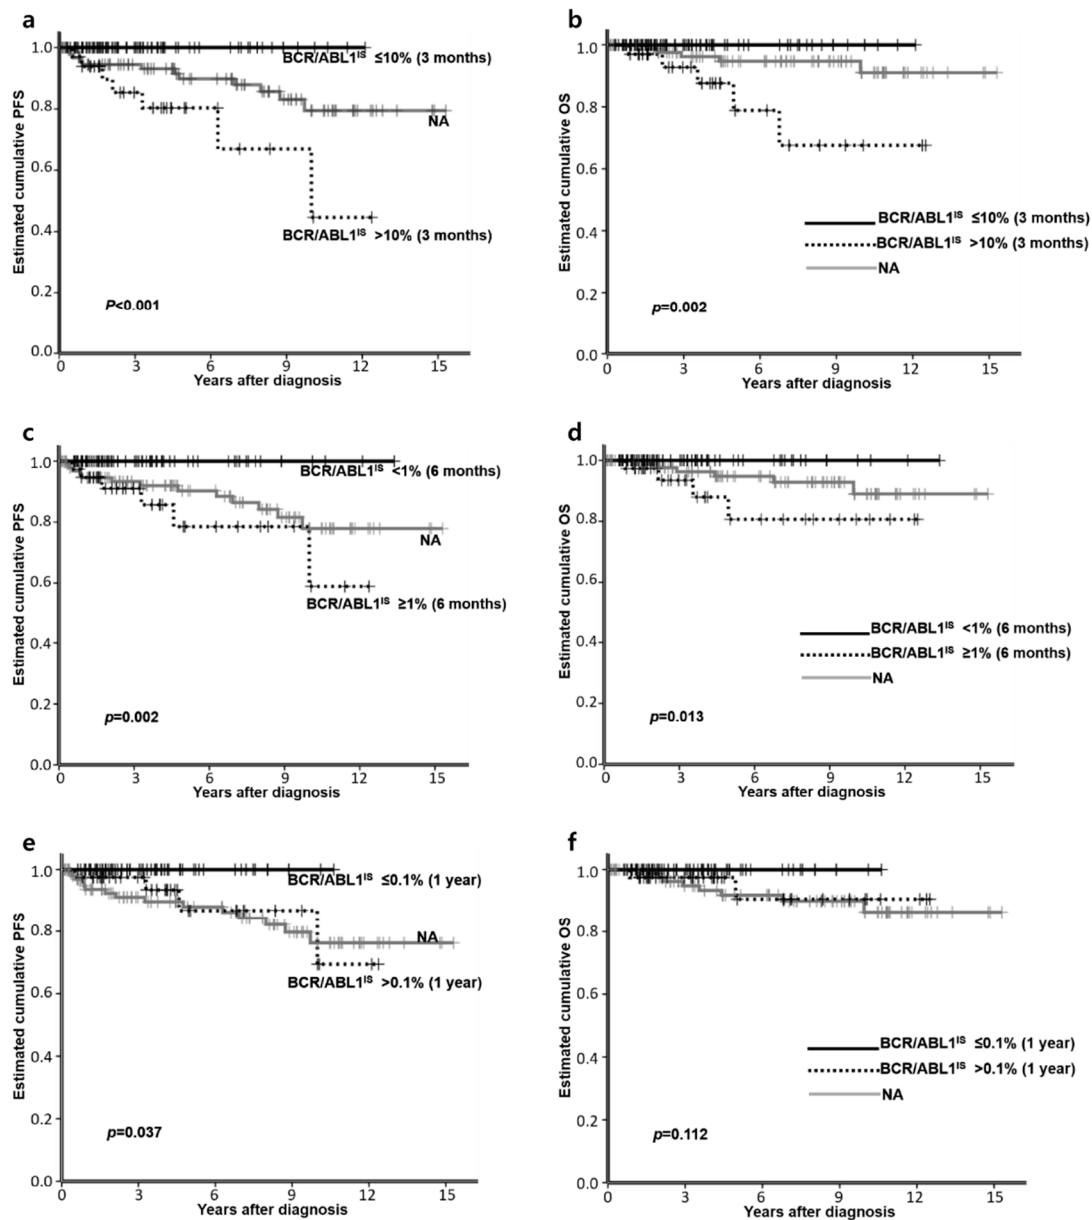 a
Estimated cumulative PFS
1.0
0.8
0.6
0.4
0.2
0.0
BCR/ABL1IS ≤10% (3 months)
NA
BCR/ABL1IS >10% (3 months)
P<0.001
0 3 6 9 12 15
Years after diagnosis
b
Estimated cumulative OS
1.0
0.8
0.6
0.4
0.2
0.0
BCR/ABL1IS ≤10% (3 months)
BCR/ABL1IS >10% (3 months)
NA
p=0.002
0 3 6 9 12 15
Years after diagnosis
c
Estimated cumulative PFS
1.0
0.8
0.6
0.4
0.2
0.0
BCR/ABL1IS <1% (6 months)
NA
BCR/ABL1IS ≥1% (6 months)
p=0.002
0 3 6 9 12 15
Years after diagnosis
d
Estimated cumulative OS
1.0
0.8
0.6
0.4
0.2
0.0
BCR/ABL1IS <1% (6 months)
BCR/ABL1IS ≥1% (6 months)
NA
p=0.013
0 3 6 9 12 15
Years after diagnosis
e
Estimated cumulative PFS
1.0
0.8
0.6
0.4
0.2
0.0
BCR/ABL1IS ≤0.1% (1 year)
NA
BCR/ABL1IS >0.1% (1 year)
p=0.037
0 3 6 9 12 15
Years after diagnosis
f
Estimated cumulative OS
1.0
0.8
0.6
0.4
0.2
0.0
BCR/ABL1IS ≤0.1% (1 year)
BCR/ABL1IS >0.1% (1 year)
NA
p=0.112
0 3 6 9 12 15
Years after diagnosis